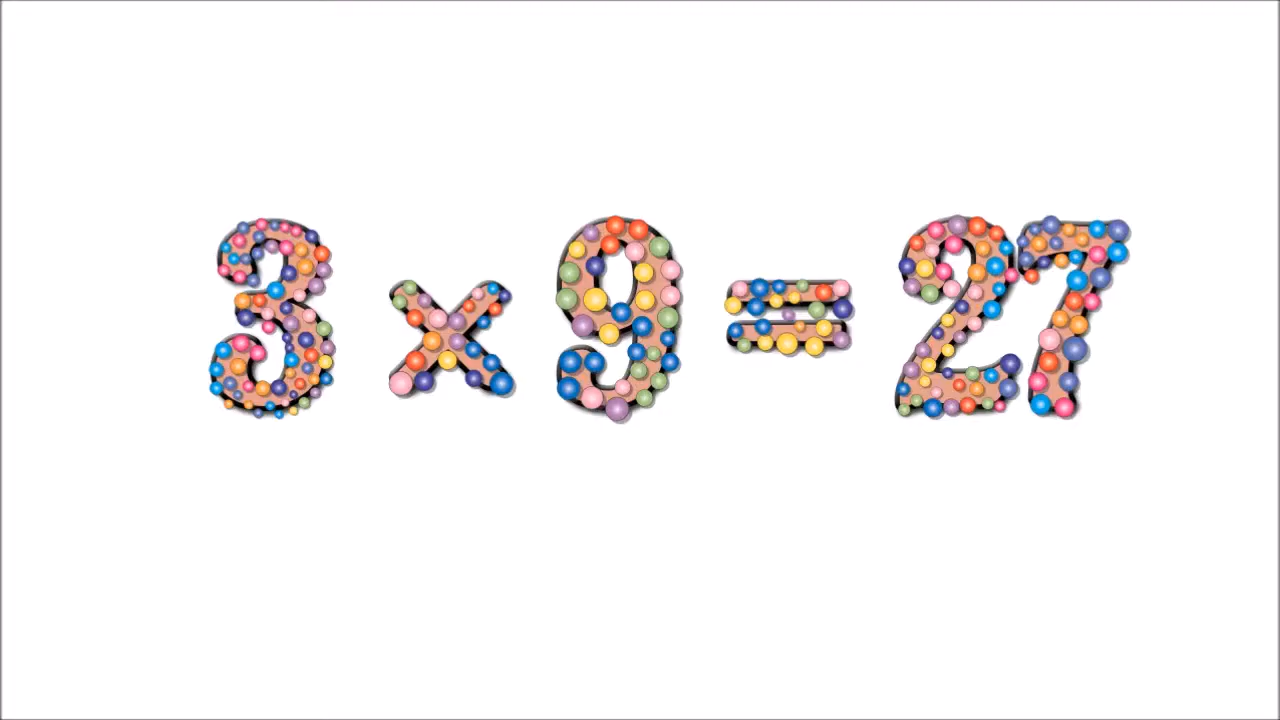 3 × 9 = 27